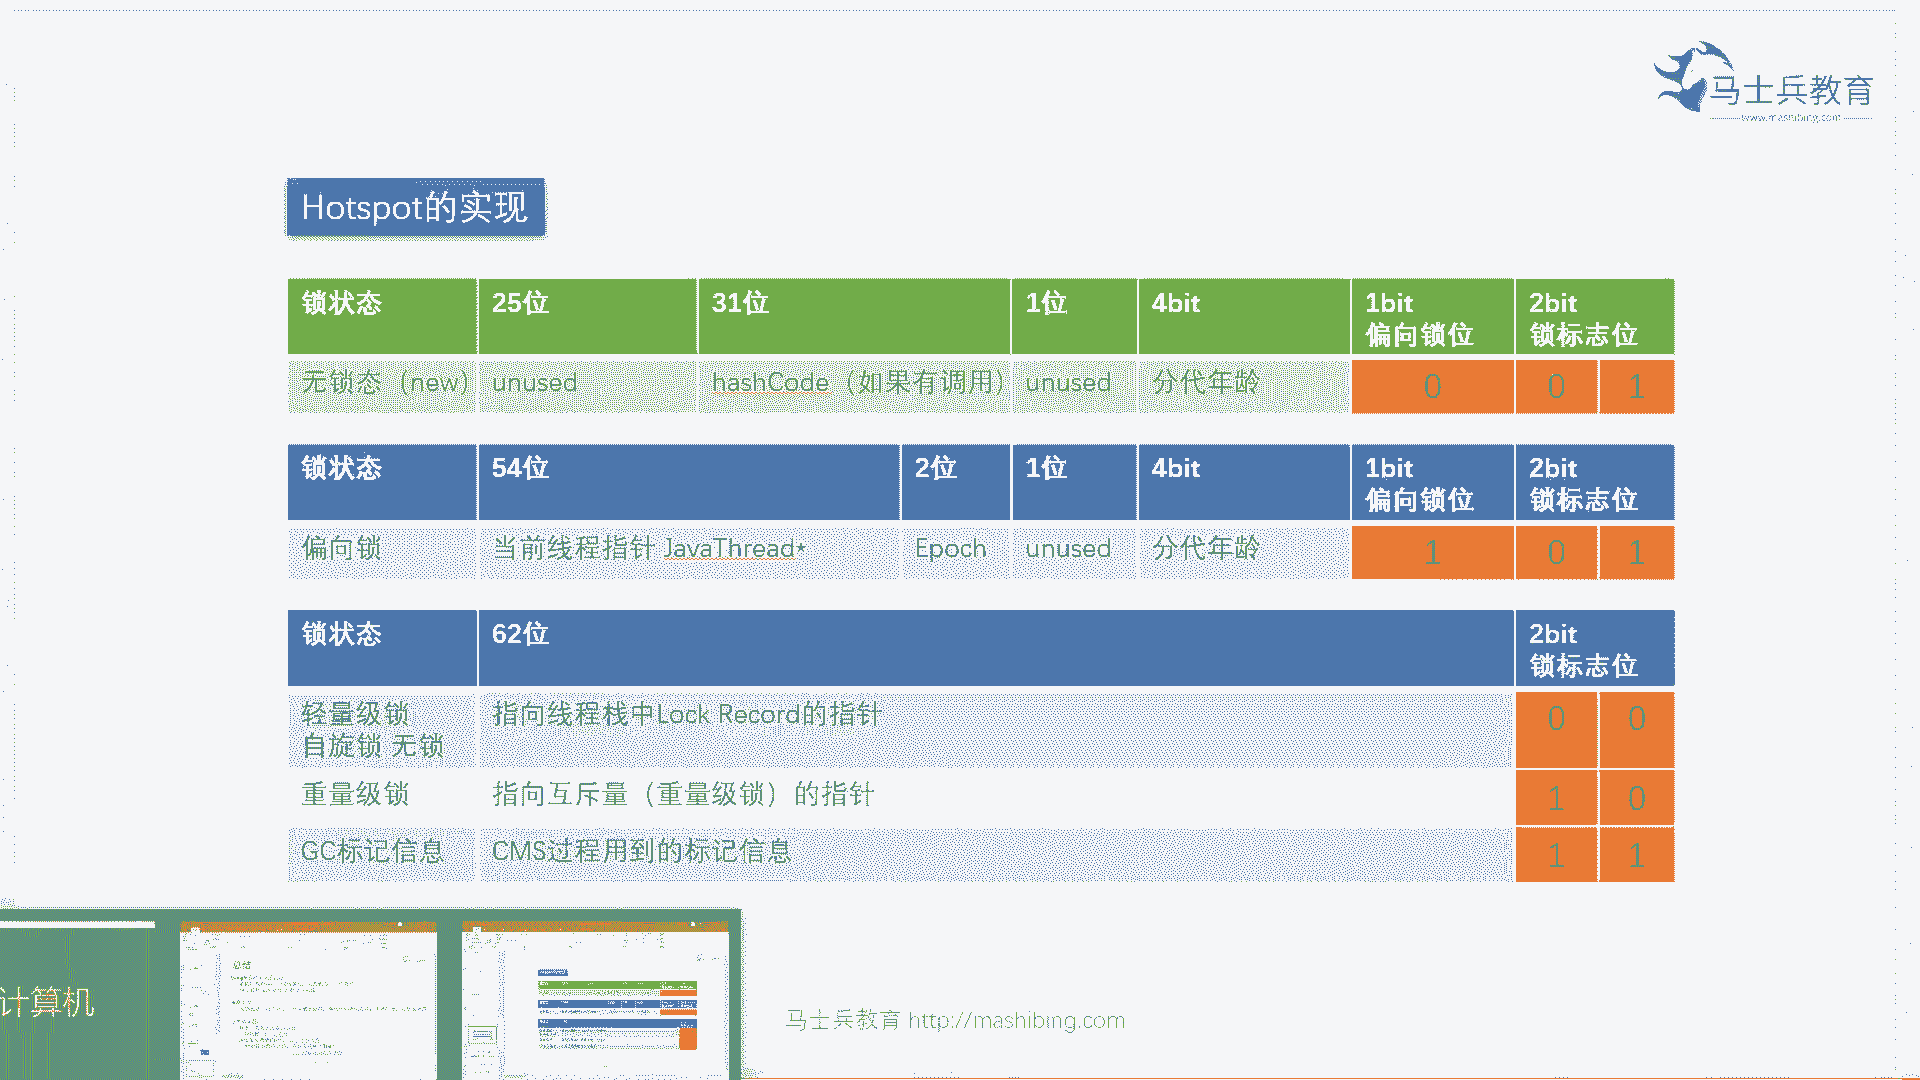 马士兵教育
www.mashibing.com
Hotspot的实现
锁状态 25位 31位 1位 4bit 1bit 2bit
偏向锁位 锁标志位
无锁态（new） unused hashCode（如果有调用） unused 分代年龄 0 0 1
锁状态 54位 2位 1位 4bit 1bit 2bit
偏向锁位 锁标志位
偏向锁 当前线程指针 JavaThread* Epoch unused 分代年龄 1 0 1
锁状态 62位 2bit
锁标志位
轻量级锁 指向线程栈中Lock Record的指针 0 0
自旋锁 无锁
重量级锁 指向互斥量（重量级锁）的指针 1 0
GC标记信息 CMS过程用到的标记信息 1 1
计算机
总结
马士兵教育 http://mashibing.com